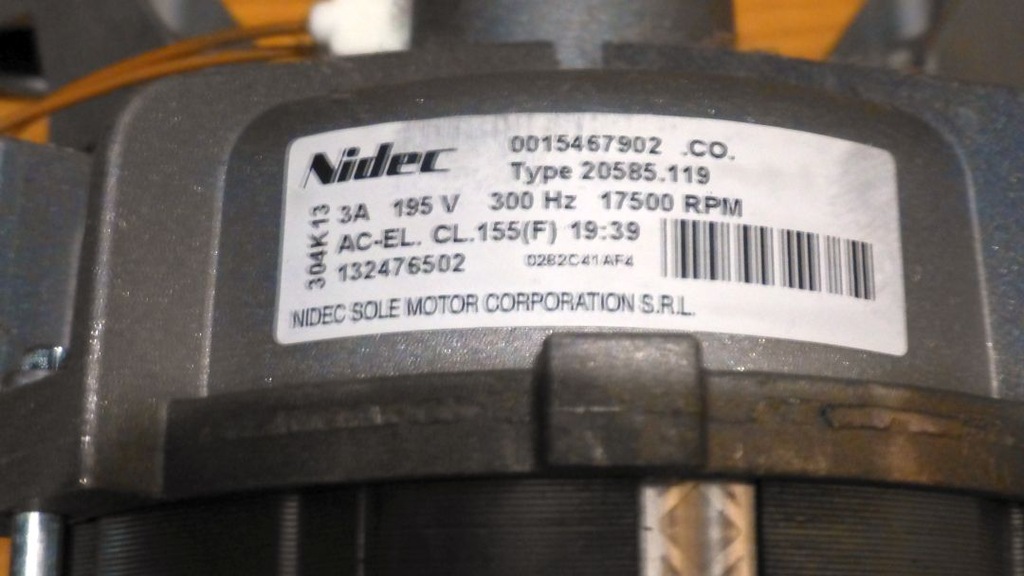 Nidec
0015467902 .CO.
Type 20585.119
304K13
3A 195 V 300 Hz 17500 RPM
AC-EL. CL.155(F) 19:39
132476502 0282C41AF4
NIDEC SOLE MOTOR CORPORATION S.R.L.